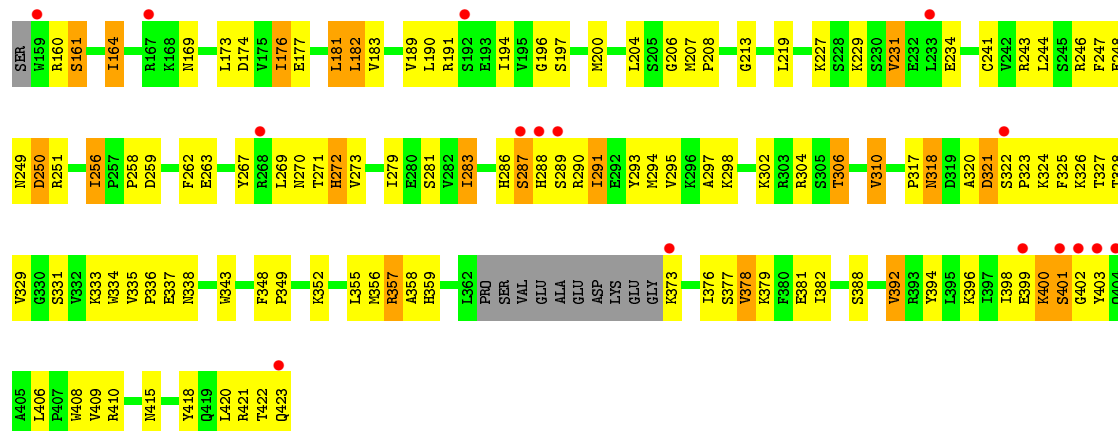 SER W159 R160 S161 I164 R167 K168 N169 L173 D174 V175 I176 E177 L181 L182 V183 V189 L190 R191 S192 E193 I194 V195 G196 S197 M200 L204 S205 G206 M207 P208 G213 L219 K227 S228 K229 S230 V231 E232 L233 E234 C241 V242 R243 L244 S245 R246 F247
N249 D250 R251 I256 P257 P258 D259 F262 E263 Y267 R268 L269 N270 T271 H272 V273 I279 E280 S281 V282 I283 H286 S287 H288 S289 R290 I291 E292 Y293 M294 V295 K296 A297 K298 K302 R303 R304 S305 T306 V310 P317 N318 D319 A320 D321 S322 P323 K324 F325 K326 T327 T328
V329 G330 S331 V332 K333 W334 V335 P336 E337 N338 W343 F348 P349 K352 L355 M356 R357 A358 H359 L362 PRO SER VAL GLU ALA GLU ASP LYS GLU GLY K373 I376 S377 V378 K379 F380 E381 I382 S388 V392 R393 Y394 L395 K396 I397 I398 E399 K400 S401 G402 Y403
A405 L406 P407 W408 V409 R410 N415 Y418 Q419 L420 R421 T422 Q423